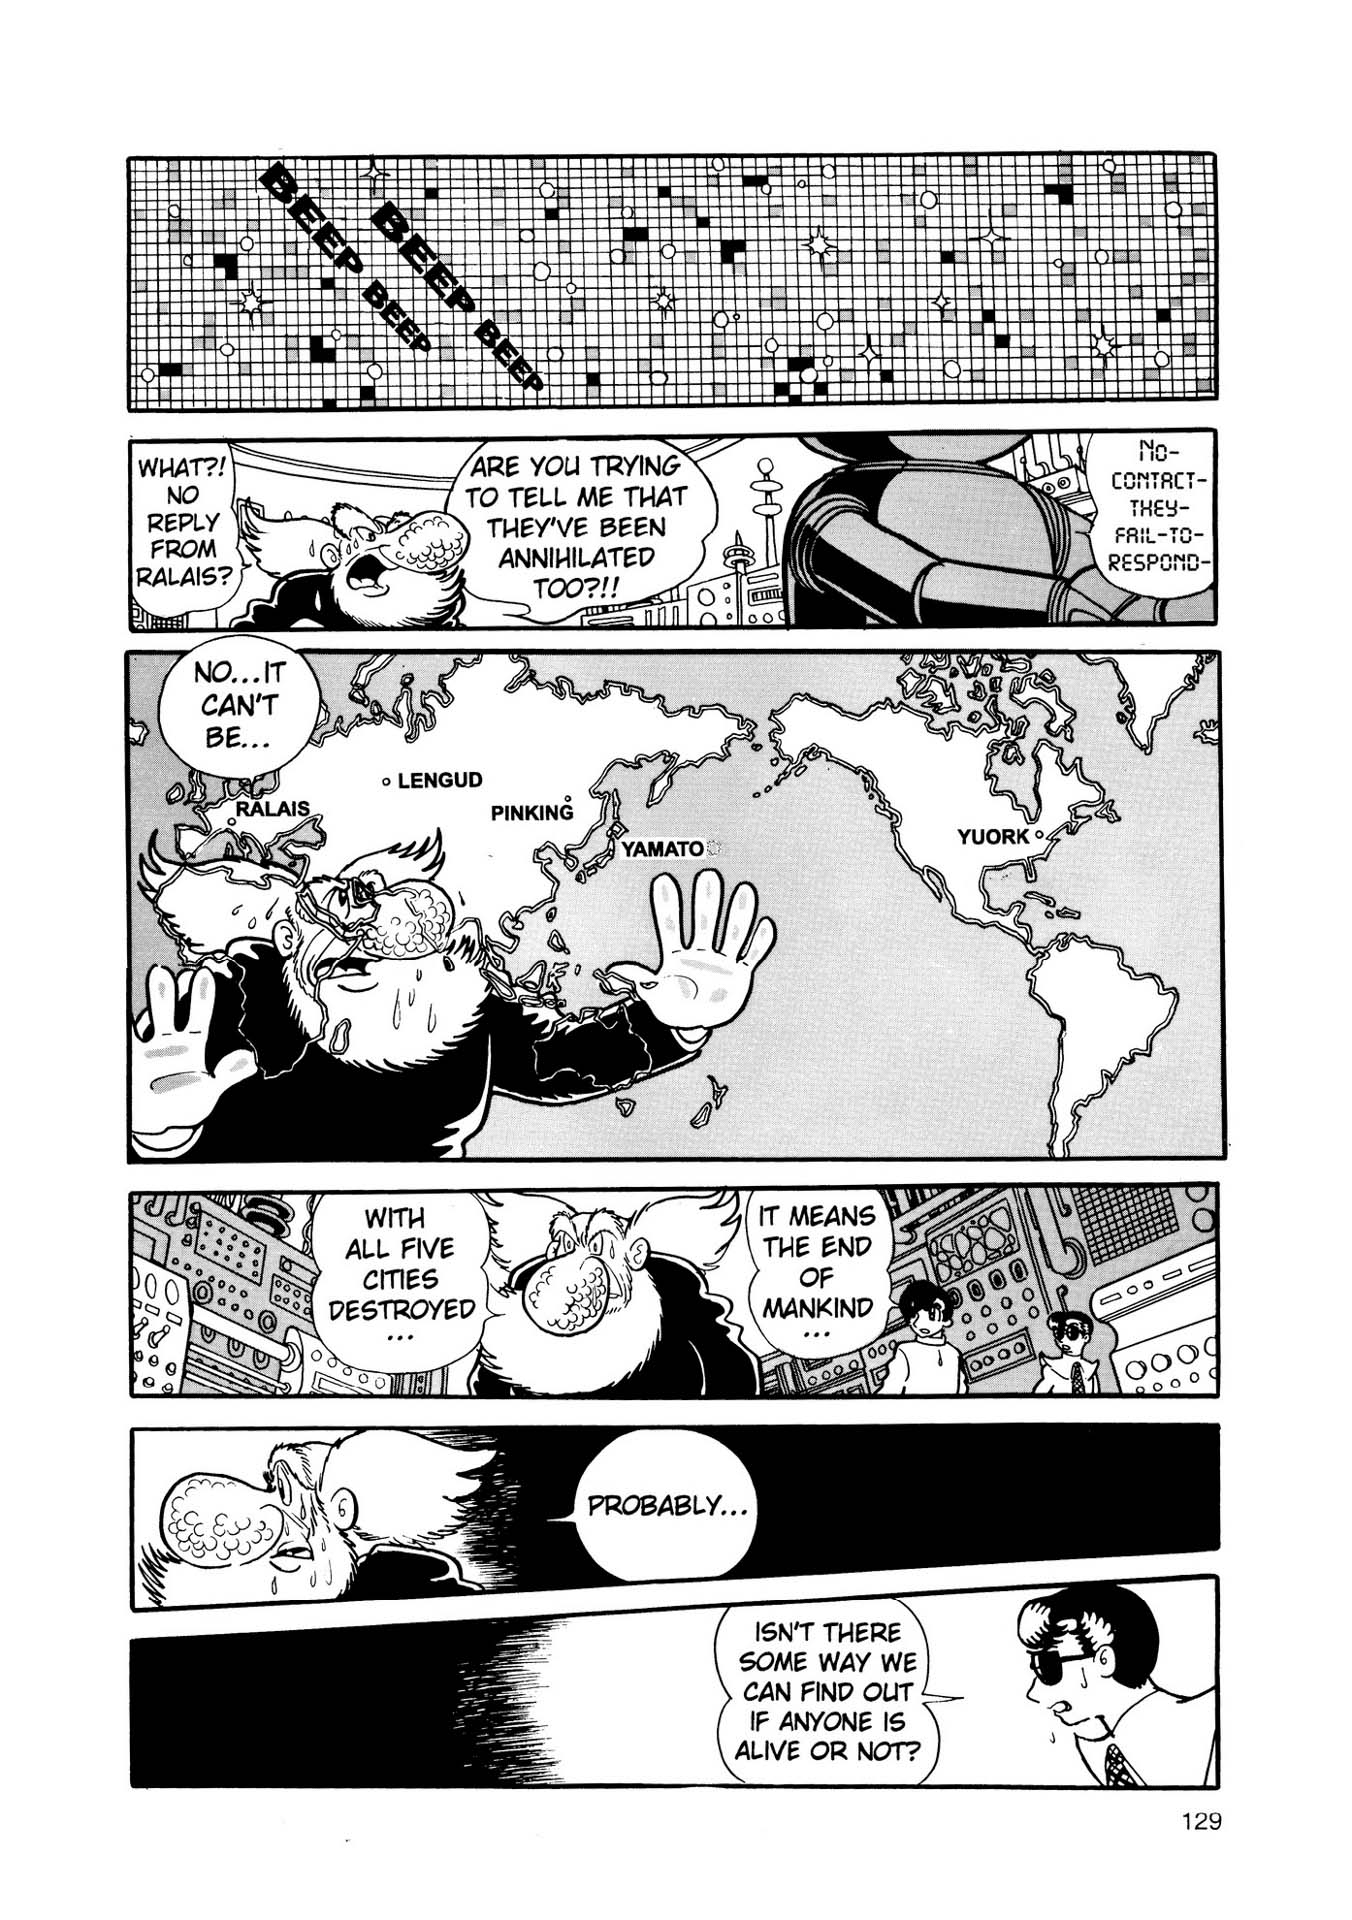 BEEP BEEP
BEEP BEEP
WHAT?!
NO
REPLY
FROM
RALAIS?
ARE YOU TRYING
TO TELL ME THAT
THEY'VE BEEN
ANNIHILATED
TOO?!!
NO-
CONTACT-
THEY-
FAIL-TO-
RESPOND-
NO...IT
CAN'T
BE...
LENGUD
RALAIS
PINKING
YAMATO
YUORK
WITH
ALL FIVE
CITIES
DESTROYED
...
IT MEANS
THE END
OF
MANKIND
...
PROBABLY...
ISN'T THERE
SOME WAY WE
CAN FIND OUT
IF ANYONE IS
ALIVE OR NOT?
129